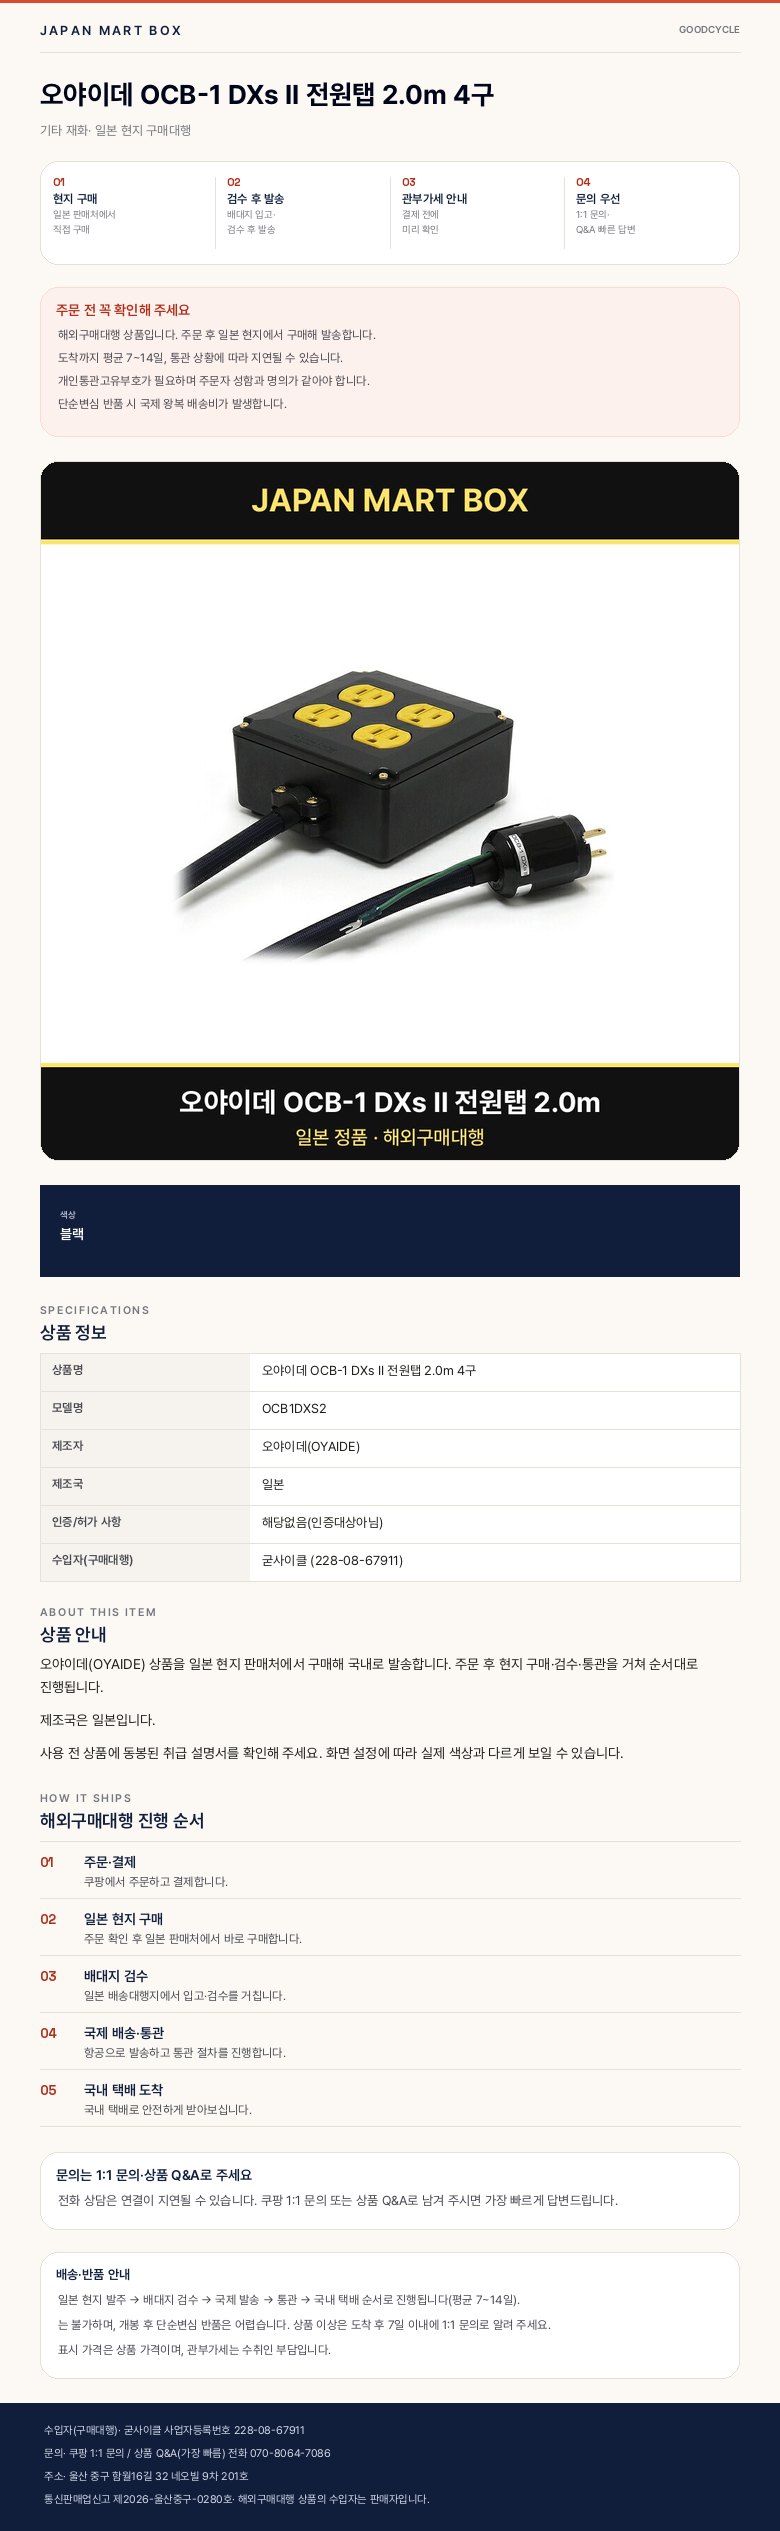 JAPAN MART BOX
GOODCYCLE
오야이데 OCB-1 DXs II 전원탭 2.0m 4구
기타 재화· 일본 현지 구매대행
01
현지 구매
일본 판매처에서
직접 구매
02
검수 후 발송
배대지 입고·
검수 후 발송
03
관부가세 안내
결제 전에
미리 확인
04
문의 우선
1:1 문의·
Q&A 빠른 답변
주문 전 꼭 확인해 주세요
해외구매대행 상품입니다. 주문 후 일본 현지에서 구매해 발송합니다.
도착까지 평균 7~14일, 통관 상황에 따라 지연될 수 있습니다.
개인통관고유부호가 필요하며 주문자 성함과 명의가 같아야 합니다.
단순변심 반품 시 국제 왕복 배송비가 발생합니다.
JAPAN MART BOX
OCB-1 DXs
오야이데 OCB-1 DXs II 전원탭 2.0m
일본 정품 · 해외구매대행
색상
블랙
SPECIFICATIONS
상품 정보
상품명 오야이데 OCB-1 DXs II 전원탭 2.0m 4구
모델명 OCB1DXS2
제조자 오야이데(OYAIDE)
제조국 일본
인증/허가 사항 해당없음(인증대상아님)
수입자(구매대행) 굳사이클 (228-08-67911)
ABOUT THIS ITEM
상품 안내
오야이데(OYAIDE) 상품을 일본 현지 판매처에서 구매해 국내로 발송합니다. 주문 후 현지 구매·검수·통관을 거쳐 순서대로
진행됩니다.
제조국은 일본입니다.
사용 전 상품에 동봉된 취급 설명서를 확인해 주세요. 화면 설정에 따라 실제 색상과 다르게 보일 수 있습니다.
HOW IT SHIPS
해외구매대행 진행 순서
01 주문·결제
쿠팡에서 주문하고 결제합니다.
02 일본 현지 구매
주문 확인 후 일본 판매처에서 바로 구매합니다.
03 배대지 검수
일본 배송대행지에서 입고·검수를 거칩니다.
04 국제 배송·통관
항공으로 발송하고 통관 절차를 진행합니다.
05 국내 택배 도착
국내 택배로 안전하게 받아보십니다.
문의는 1:1 문의·상품 Q&A로 주세요
전화 상담은 연결이 지연될 수 있습니다. 쿠팡 1:1 문의 또는 상품 Q&A로 남겨 주시면 가장 빠르게 답변드립니다.
배송·반품 안내
일본 현지 발주 → 배대지 검수 → 국제 발송 → 통관 → 국내 택배 순서로 진행됩니다(평균 7~14일).
는 불가하며, 개봉 후 단순변심 반품은 어렵습니다. 상품 이상은 도착 후 7일 이내에 1:1 문의로 알려 주세요.
표시 가격은 상품 가격이며, 관부가세는 수취인 부담입니다.
수입자(구매대행)· 굳사이클 사업자등록번호 228-08-67911
문의· 쿠팡 1:1 문의 / 상품 Q&A(가장 빠름) 전화 070-8064-7086
주소· 울산 중구 함월16길 32 네오빌 9차 201호
통신판매업신고 제2026-울산중구-0280호· 해외구매대행 상품의 수입자는 판매자입니다.